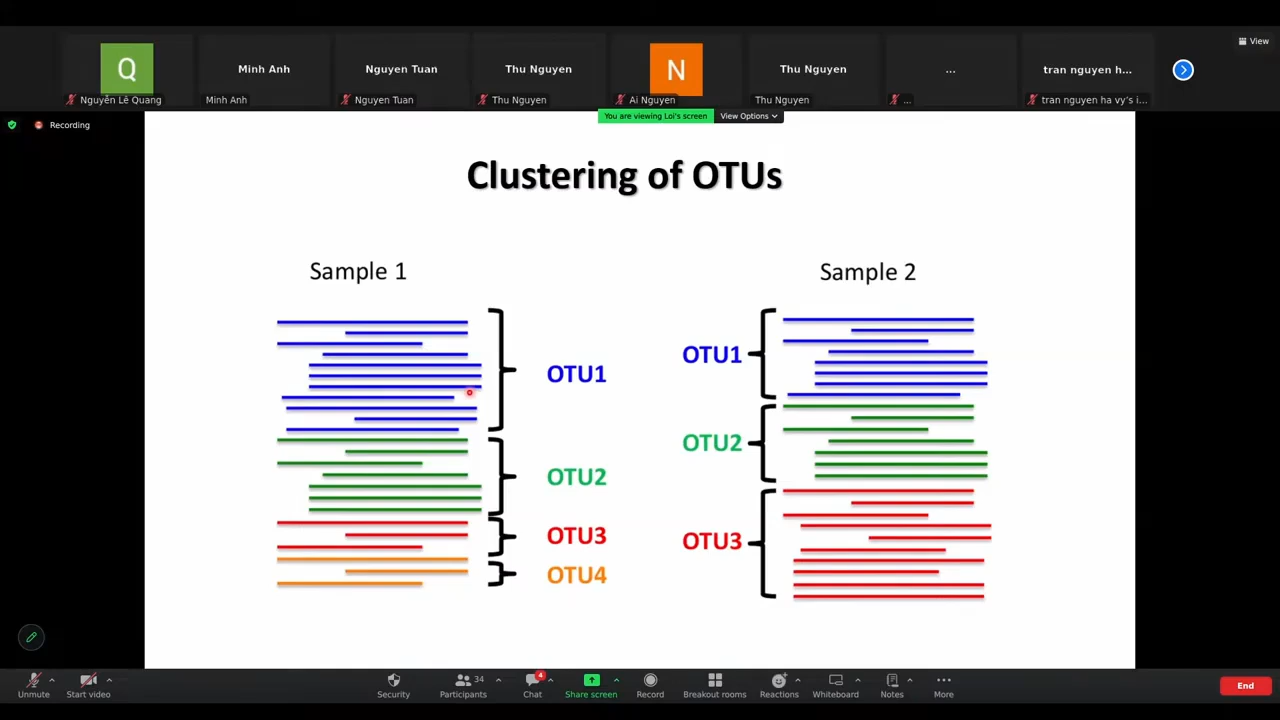 View
Q
Minh Anh
Nguyen Tuan
Thu Nguyen
N
Thu Nguyen
...
tran nguyen h...
Nguyễn Lê Quang
Minh Anh
Nguyen Tuan
Thu Nguyen
Ai Nguyen
Thu Nguyen
...
tran nguyen ha vy's i...
You are viewing Loi's screen
View Options
Recording
Clustering of OTUs
Sample 1
OTU1
OTU2
OTU3
OTU4
Sample 2
OTU1
OTU2
OTU3
Unmute
Start video
Security
34
Participants
4
Chat
Share screen
Record
Breakout rooms
Reactions
Whiteboard
Notes
More
End